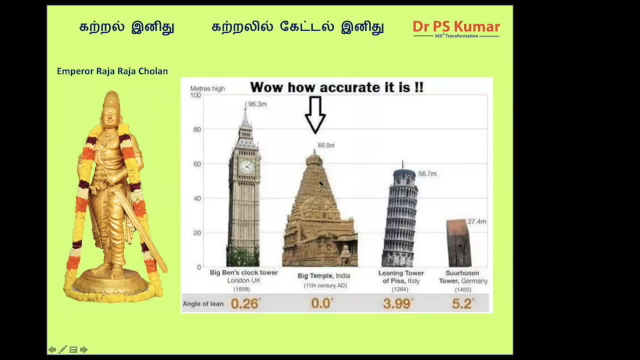 கற்றல் இனிது கற்றலில் கேட்டல் இனிது
Dr PS Kumar
360° Transformation
Emperor Raja Raja Cholan
Wow how accurate it is !!
Metres high
100
80
60
40
20
0
96.3m
66.0m
56.7m
27.4m
Big Ben's clock tower
London UK
(1858)
Big Temple, India
(11th century AD)
Leaning Tower
of Pisa, Italy
(1264)
Suurhusen
Tower, Germany
(1450)
Angle of lean 0.26° 0.0° 3.99° 5.2°